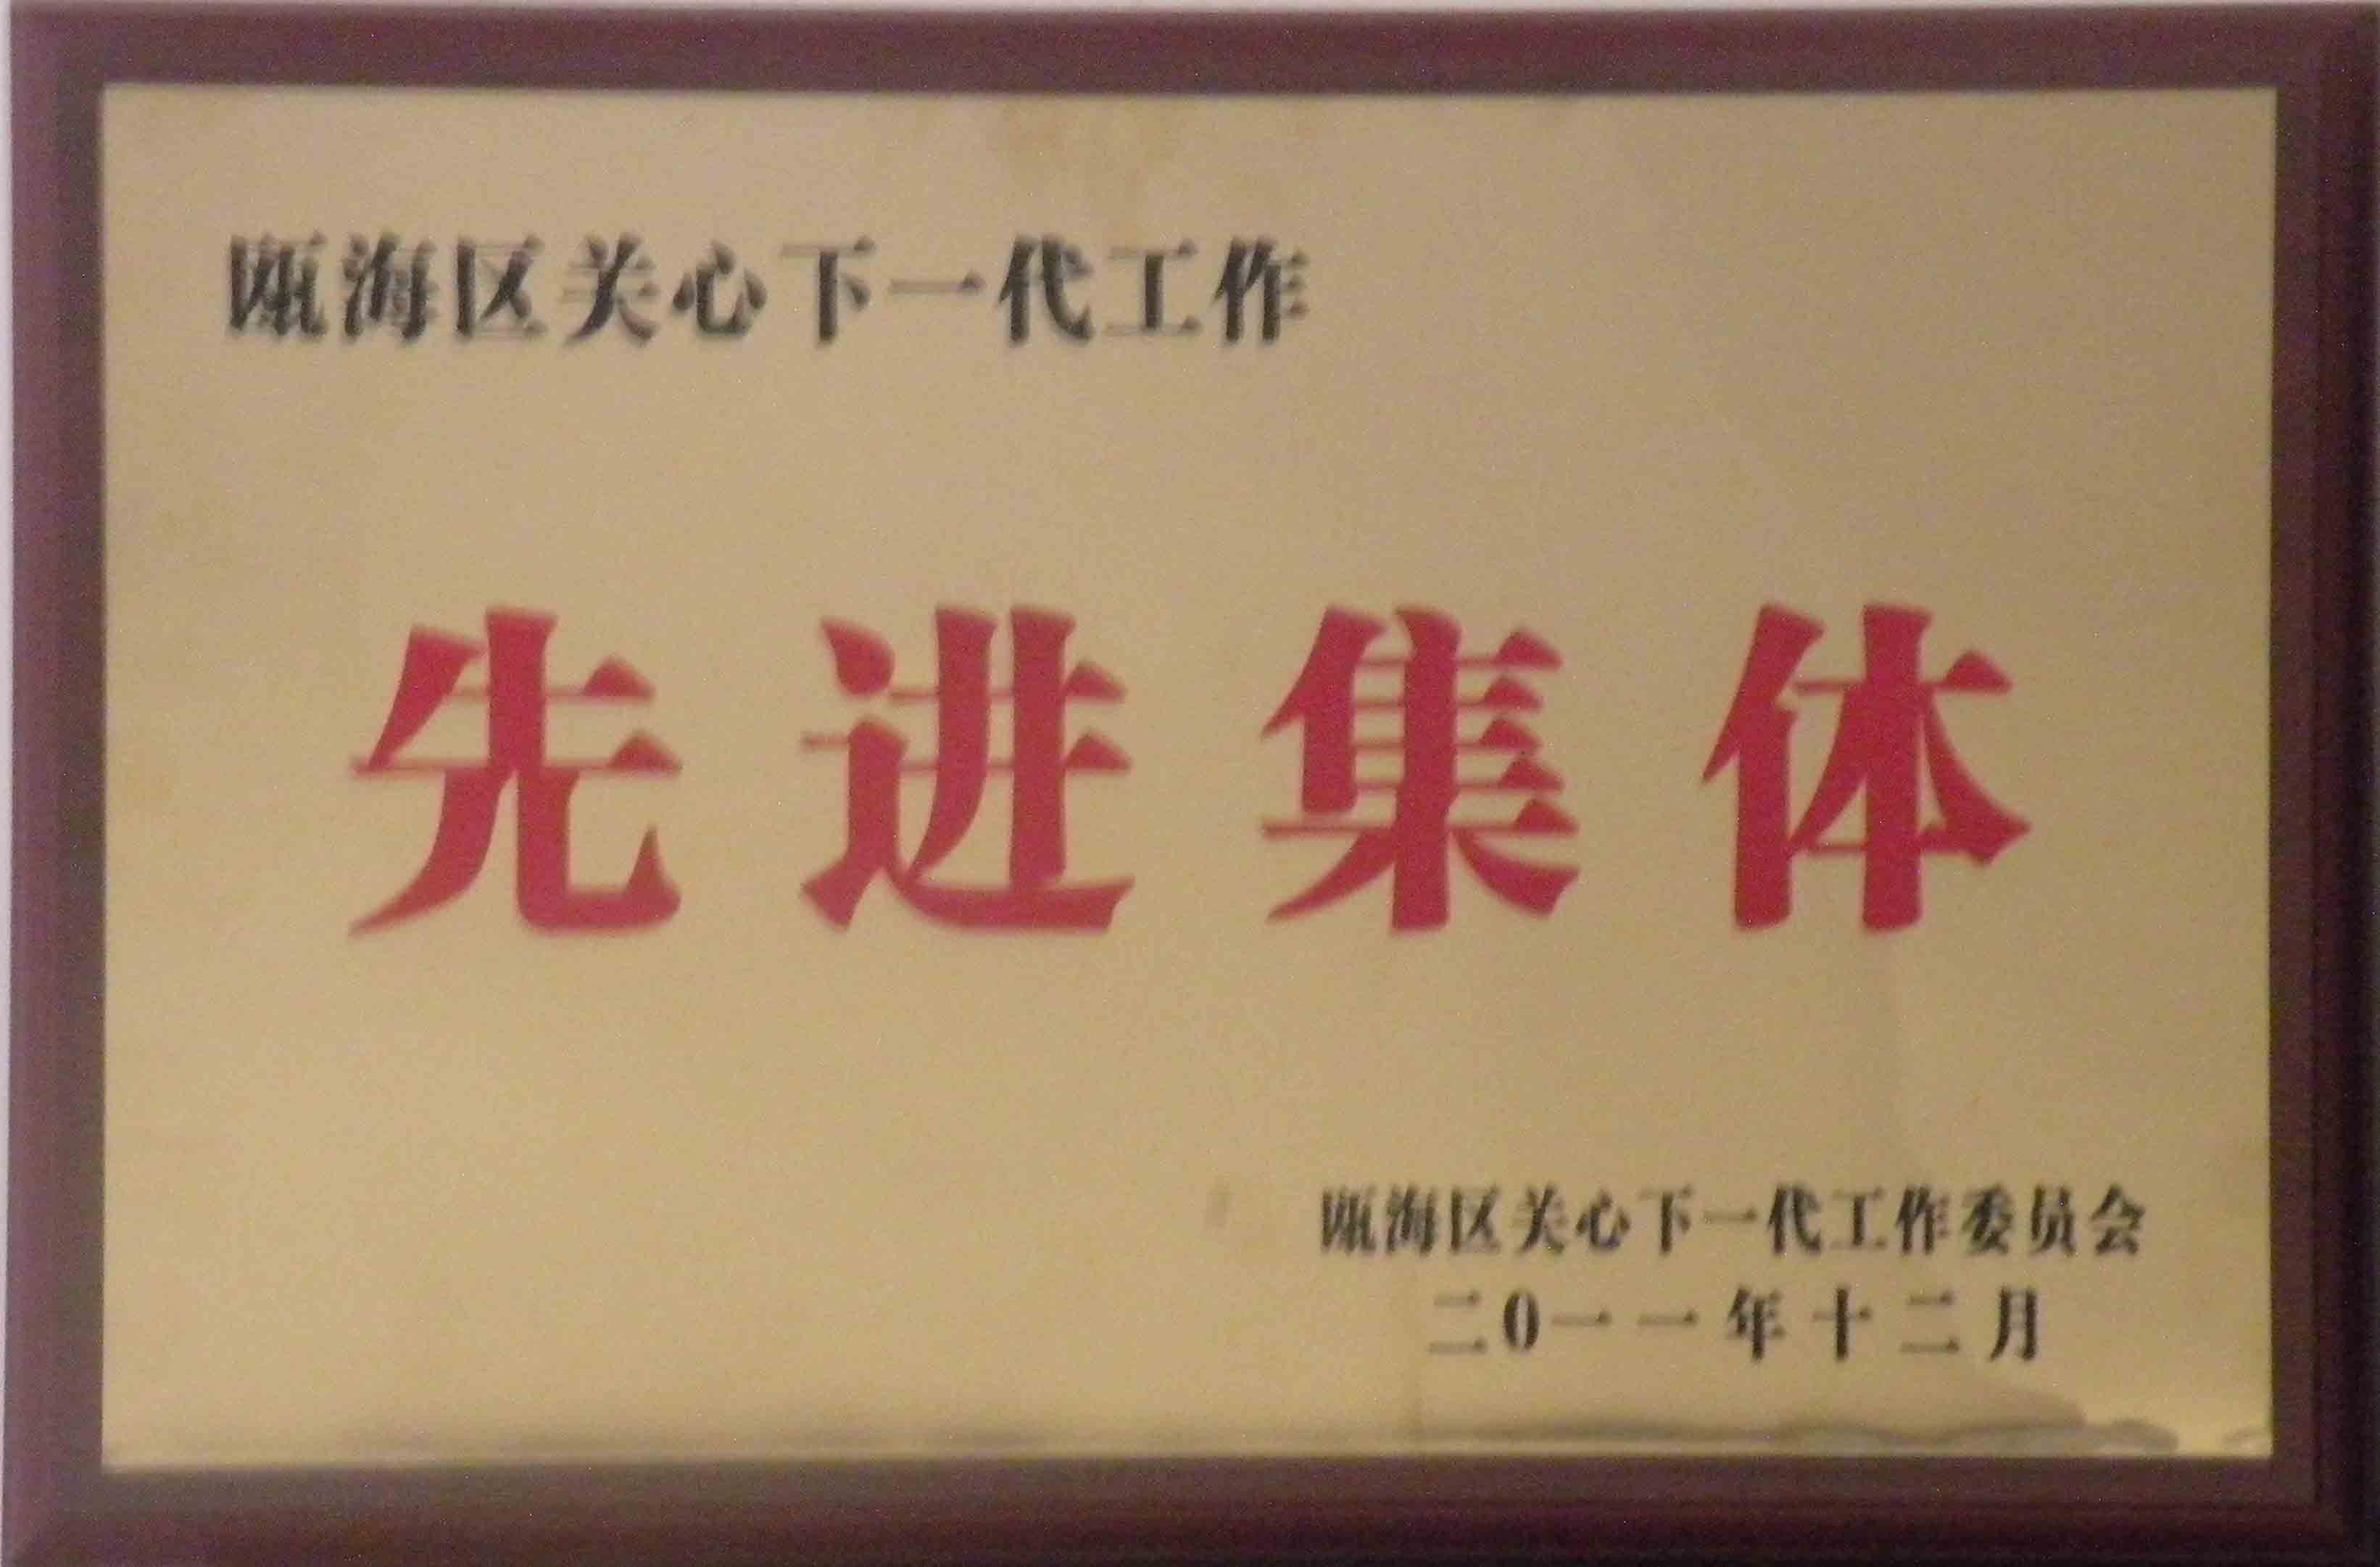 瓯海区关心下一代工作
先进集体
瓯海区关心下一代工作委员会
二0一一年十二月